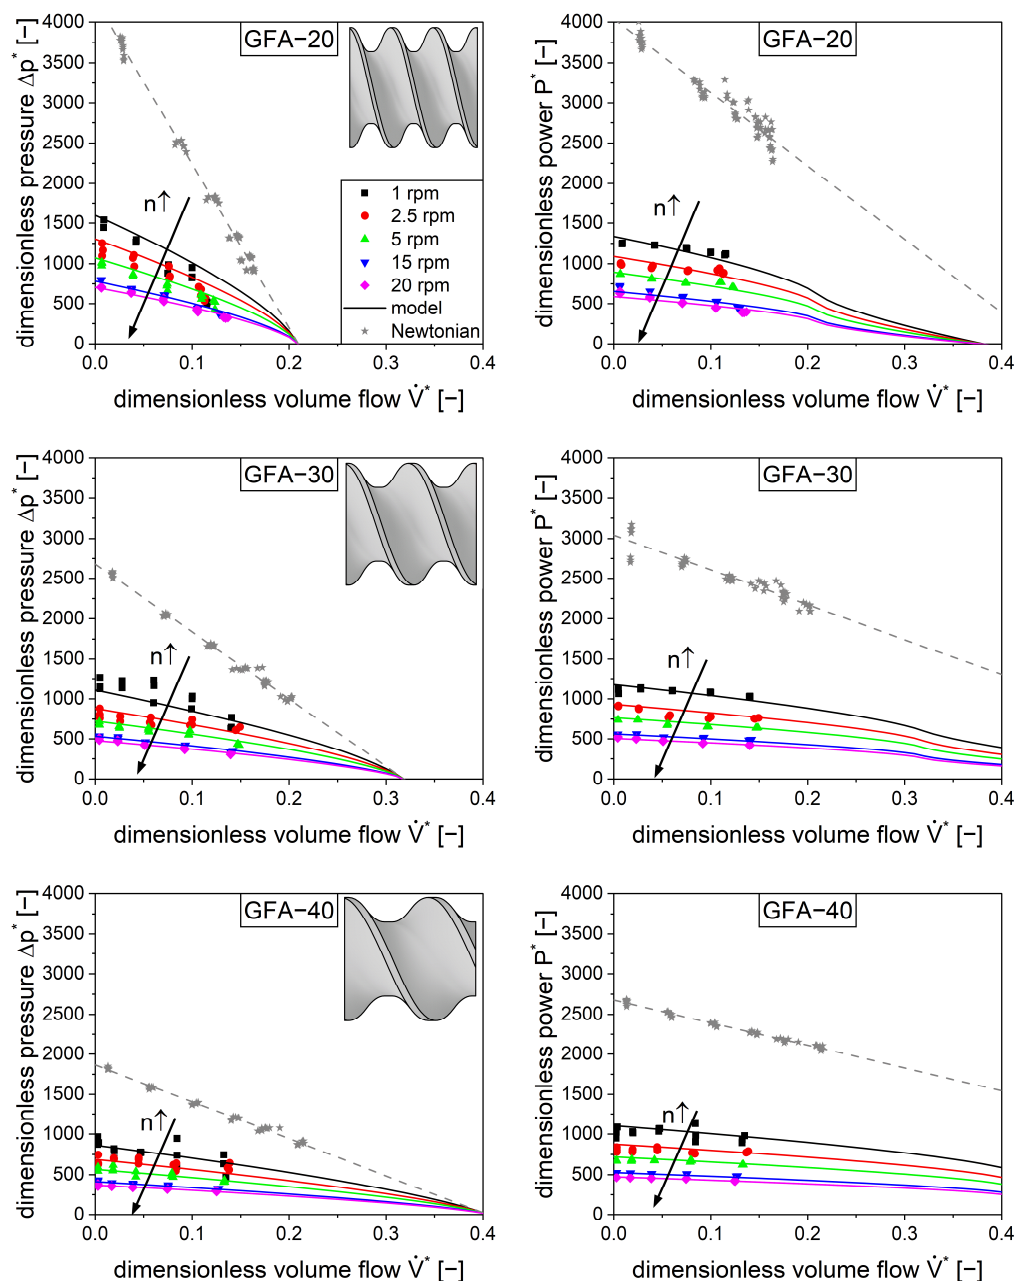 GFA−20
dimensionless pressure Δp* [−]
4000
3500
3000
2500
2000
1500
1000
500
0
n↑
1 rpm
2.5 rpm
5 rpm
15 rpm
20 rpm
model
Newtonian
0.0 0.1 0.2 0.3 0.4
dimensionless volume flow V̇* [−]
GFA−20
dimensionless power P* [−]
4000
3500
3000
2500
2000
1500
1000
500
0
n↑
0.0 0.1 0.2 0.3 0.4
dimensionless volume flow V̇* [−]
GFA−30
dimensionless pressure Δp* [−]
4000
3500
3000
2500
2000
1500
1000
500
0
n↑
0.0 0.1 0.2 0.3 0.4
dimensionless volume flow V̇* [−]
GFA−30
dimensionless power P* [−]
4000
3500
3000
2500
2000
1500
1000
500
0
n↑
0.0 0.1 0.2 0.3 0.4
dimensionless volume flow V̇* [−]
GFA−40
dimensionless pressure Δp* [−]
4000
3500
3000
2500
2000
1500
1000
500
0
n↑
0.0 0.1 0.2 0.3 0.4
dimensionless volume flow V̇* [−]
GFA−40
dimensionless power P* [−]
4000
3500
3000
2500
2000
1500
1000
500
0
n↑
0.0 0.1 0.2 0.3 0.4
dimensionless volume flow V̇* [−]